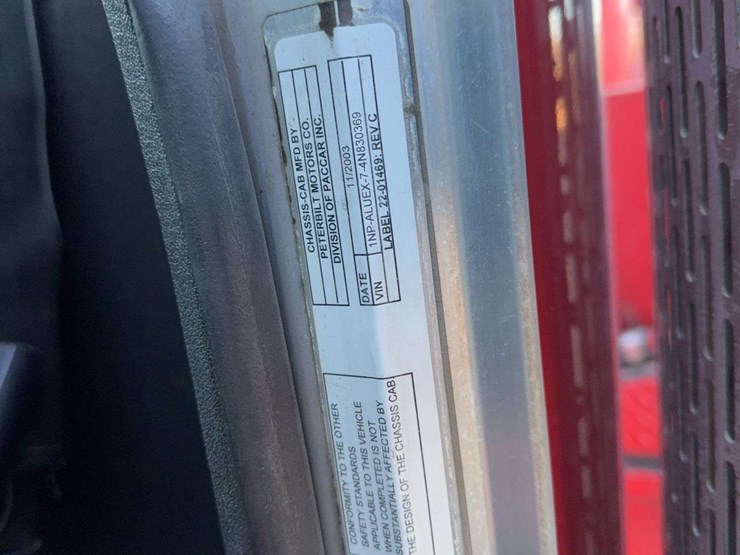 CHASSIS-CAB MFD BY
PETERBILT MOTORS CO.
DIVISION OF PACCAR INC.
DATE 11/2003
VIN 1NP-ALUEX-7-4N830369
LABEL 22-01469: REV C
CONFORMITY TO THE OTHER
SAFETY STANDARDS
APPLICABLE TO THIS VEHICLE
WHEN COMPLETED IS NOT
SUBSTANTIALLY AFFECTED BY
THE DESIGN OF THE CHASSIS CAB